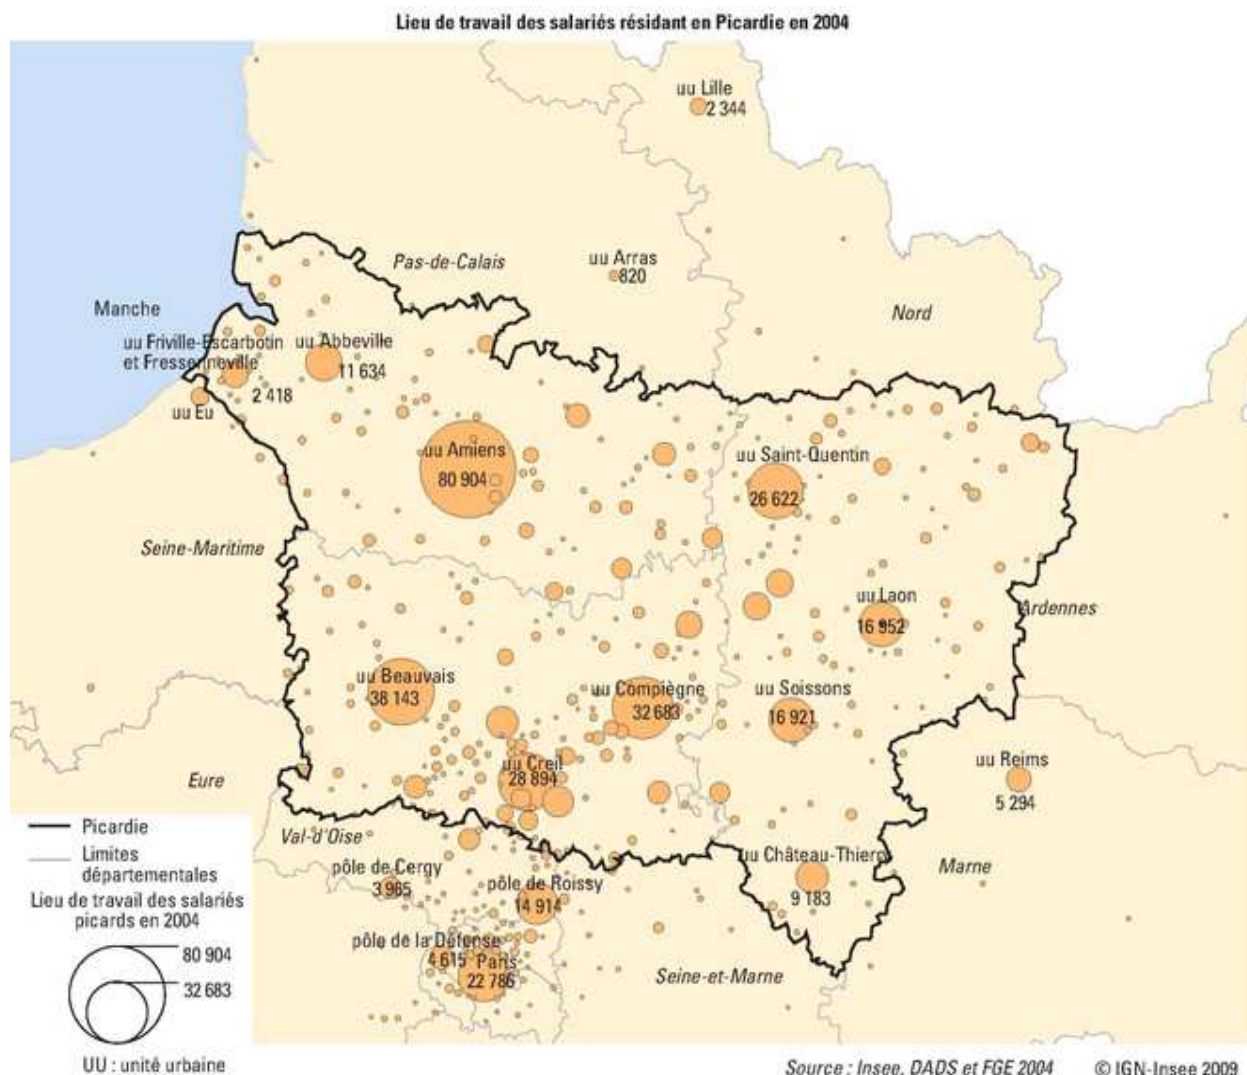 Lieu de travail des salariés résidant en Picardie en 2004
uu Lille
2 344
uu Arras
820
Pas-de-Calais
Nord
Manche
uu Friville-Escarbotin
et Fressenneville
2 418
uu Abbeville
11 634
uu Eu
uu Amiens
80 904
uu Saint-Quentin
26 622
Seine-Maritime
uu Laon
16 952
Ardennes
uu Beauvais
38 143
uu Compiègne
32 683
uu Soissons
16 921
uu Creil
28 894
uu Reims
5 294
Eure
Val-d'Oise
pôle de Cergy
3 965
pôle de Roissy
14 914
uu Château-Thierry
9 183
Marne
pôle de la Défense
4 615
Paris
22 786
Seine-et-Marne
Picardie
Limites
départementales
Lieu de travail des salariés
picards en 2004
80 904
32 683
UU : unité urbaine
Source : Insee, DADS et FGE 2004 © IGN-Insee 2009